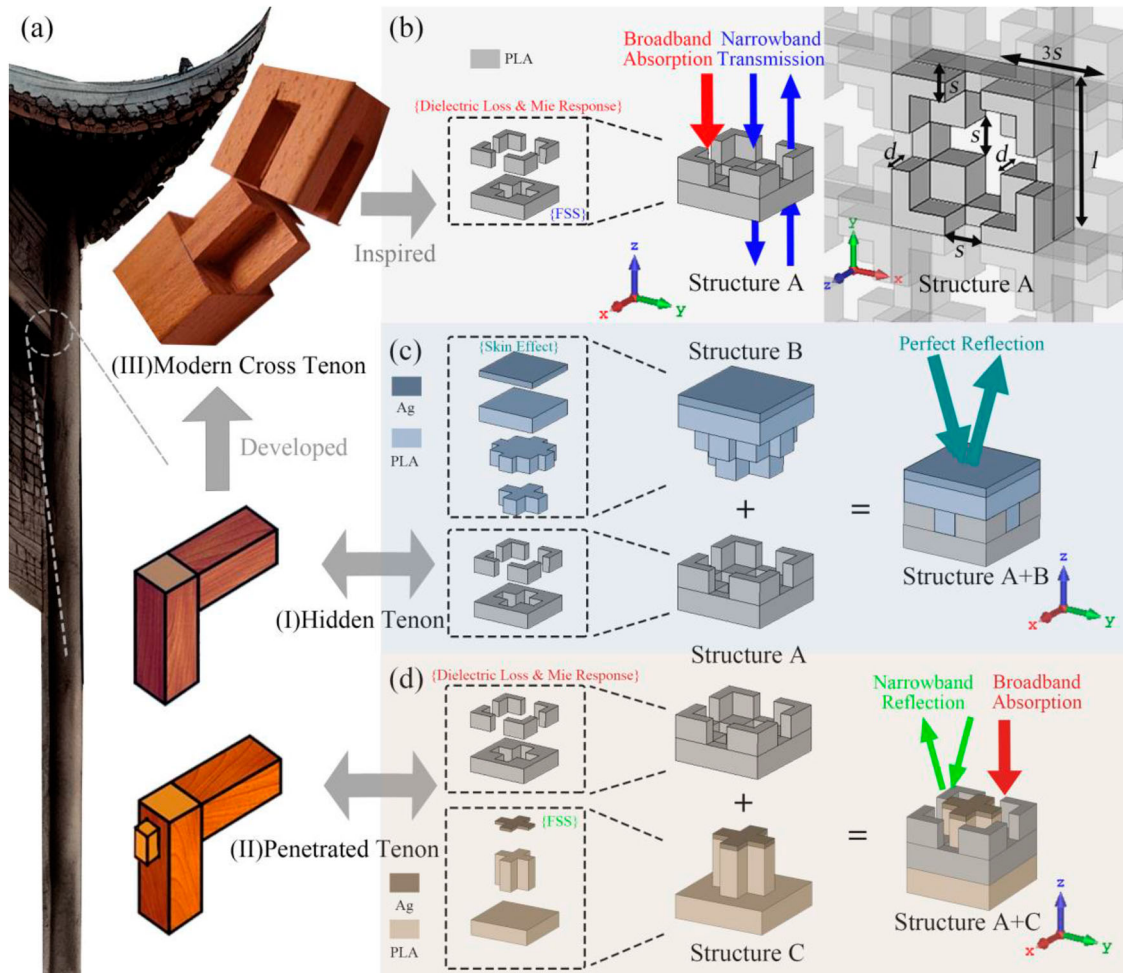 (a)
(III)Modern Cross Tenon
Developed
Inspired
(I)Hidden Tenon
(II)Penetrated Tenon
(b)
PLA
{Dielectric Loss & Mie Response}
{FSS}
Broadband
Absorption
Narrowband
Transmission
Structure A
z
x
y
3s
s
s
d
d
l
s
y
x
z
Structure A
(c)
{Skin Effect}
Ag
PLA
Structure B
+
Structure A
=
Perfect Reflection
Structure A+B
z
x
y
(d)
{Dielectric Loss & Mie Response}
{FSS}
Ag
PLA
+
Structure C
=
Narrowband
Reflection
Broadband
Absorption
Structure A+C
z
x
y